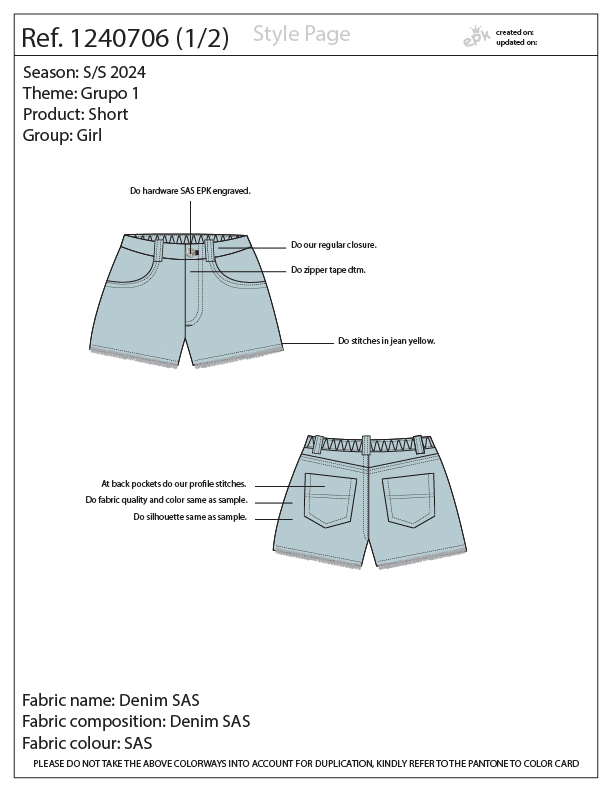 Ref. 1240706 (1/2)
Style Page
epk
created on:
updated on:
Season: S/S 2024
Theme: Grupo 1
Product: Short
Group: Girl
Do hardware SAS EPK engraved.
Do our regular closure.
Do zipper tape dtm.
Do stitches in jean yellow.
At back pockets do our profile stitches.
Do fabric quality and color same as sample.
Do silhouette same as sample.
Fabric name: Denim SAS
Fabric composition: Denim SAS
Fabric colour: SAS
PLEASE DO NOT TAKE THE ABOVE COLORWAYS INTO ACCOUNT FOR DUPLICATION, KINDLY REFER TO THE PANTONE TO COLOR CARD